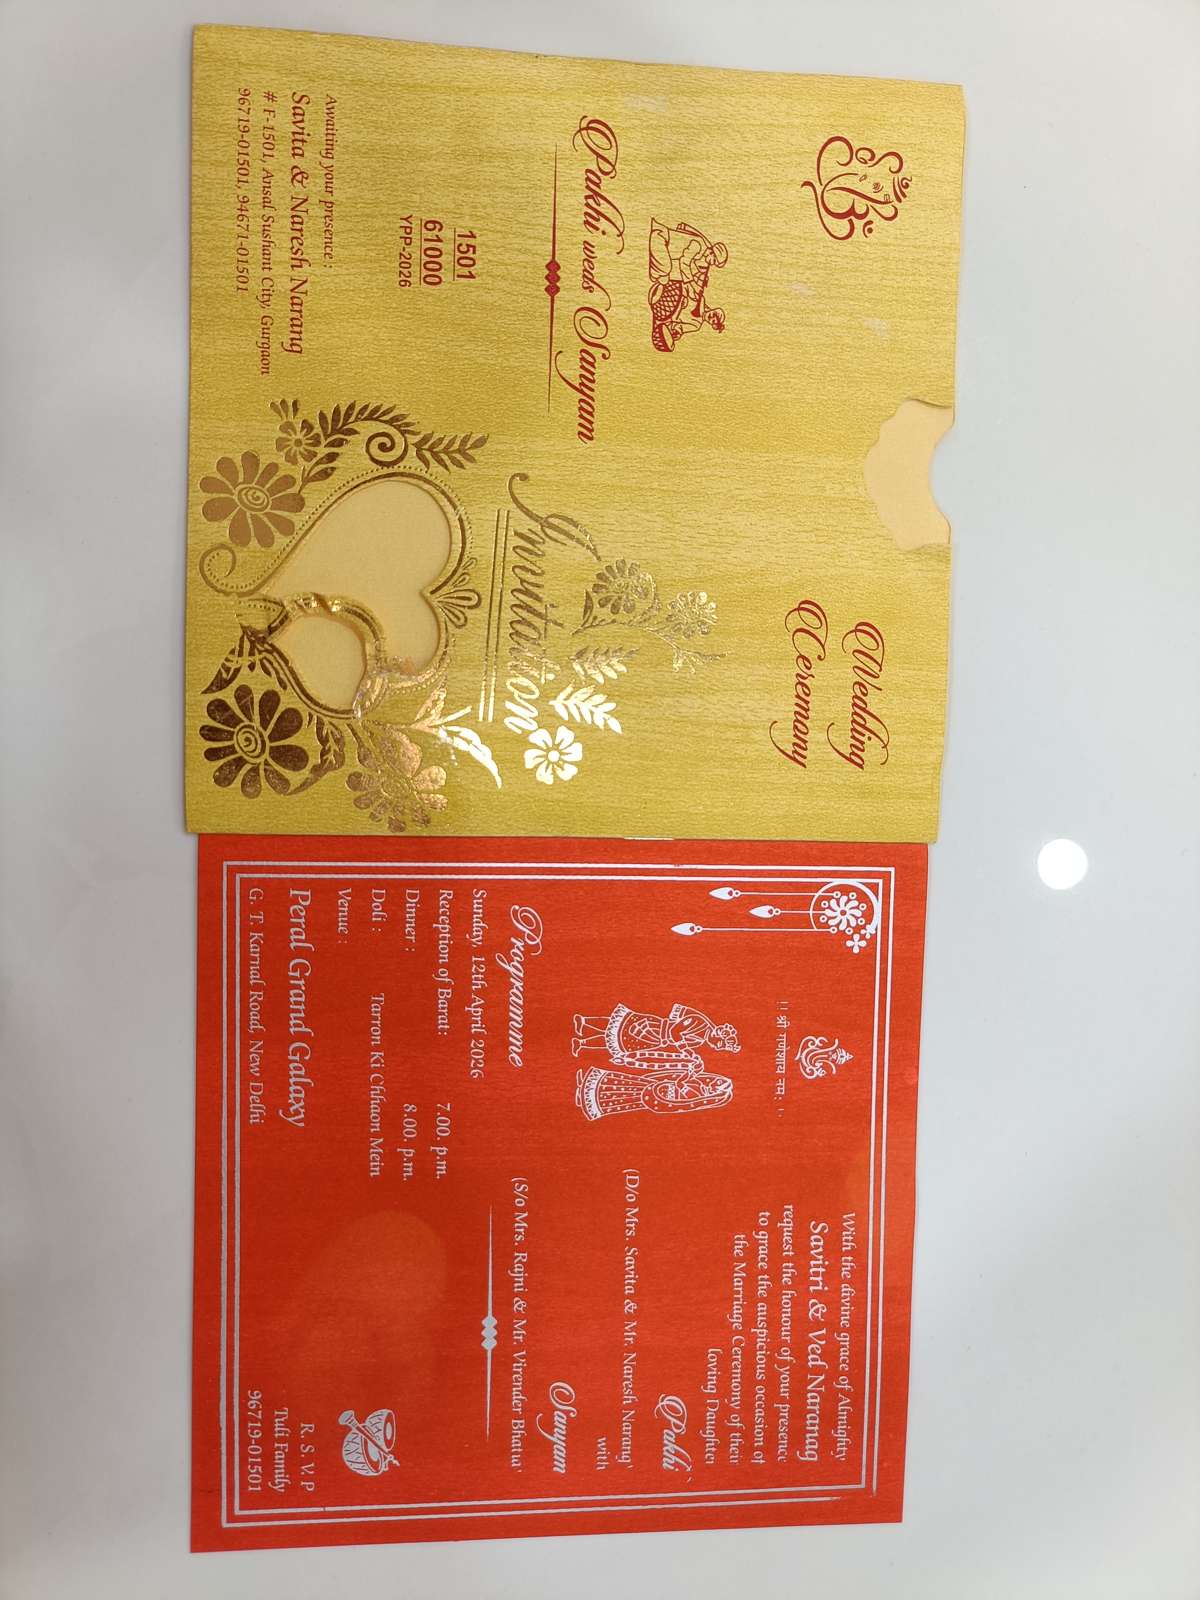 Wedding
Ceremony
Pakhi weds Sanyam
Invitation
1501
61000
YPP-2026
Awaiting your presence :
Savita & Naresh Narang
# F-1501, Ansal Sushant City, Gurgaon
96719-01501, 94671-01501
।। श्री गणेशाय नमः ।।
With the divine grace of Almighty
Savitri & Ved Naranag
request the honour of your presence
to grace the auspicious occasion of
the Marriage Ceremony of their
loving Daughter
Pakhi
(D/o Mrs. Savita & Mr. Naresh Narang)
with
Sanyam
(S/o Mrs. Rajni & Mr. Virender Bhatia)
Programme
Sunday, 12th April 2026
Reception of Barat: 7.00. p.m.
Dinner : 8.00. p.m.
Doli : Tarron Ki Chhaon Mein
Venue :
Peral Grand Galaxy
G. T. Karnal Road, New Delhi
R. S. V. P
Tuli Family
96719-01501